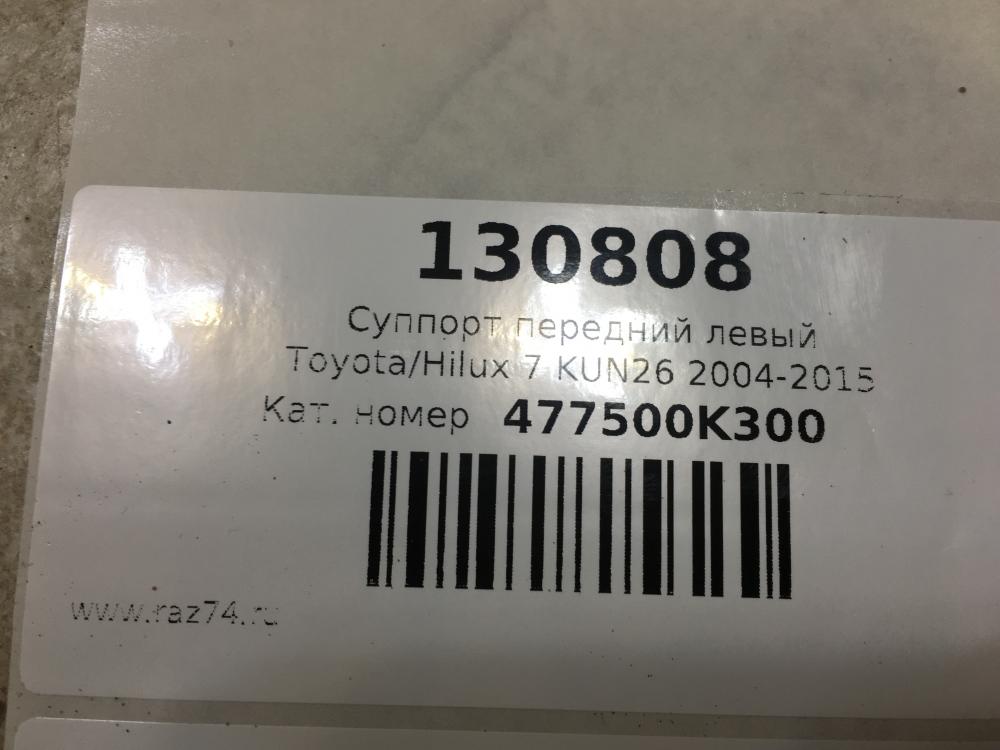 130808
Суппорт передний левый
Toyota/Hilux 7 KUN26 2004-2015
Кат. номер 477500K300
www.raz74.ru